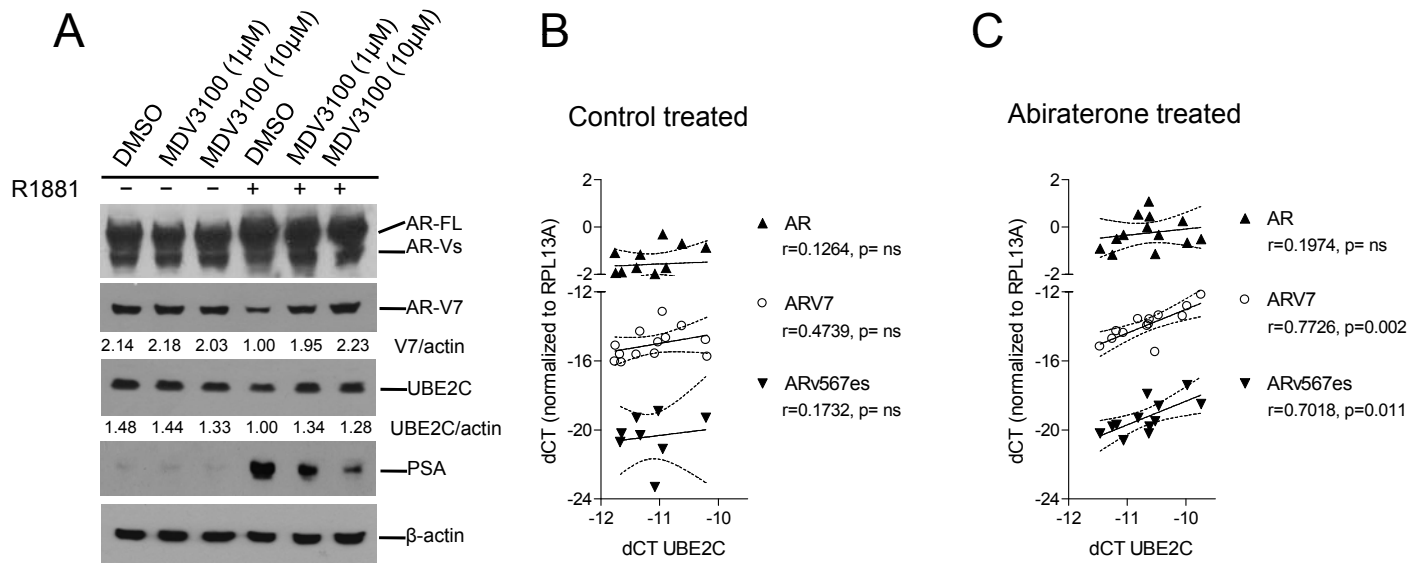 A
DMSO
MDV3100 (1µM)
MDV3100 (10µM)
DMSO
MDV3100 (1µM)
MDV3100 (10µM)
R1881 − − − + + +
AR-FL
AR-Vs
AR-V7
2.14 2.18 2.03 1.00 1.95 2.23 V7/actin
UBE2C
1.48 1.44 1.33 1.00 1.34 1.28 UBE2C/actin
PSA
β-actin
B
Control treated
dCT (normalized to RPL13A)
2
0
-2
-12
-16
-20
-24
-12 -11 -10
dCT UBE2C
AR
r=0.1264, p= ns
ARV7
r=0.4739, p= ns
ARv567es
r=0.1732, p= ns
C
Abiraterone treated
dCT (normalized to RPL13A)
2
0
-2
-12
-16
-20
-24
-11 -10
-12
dCT UBE2C
AR
r=0.1974, p= ns
ARV7
r=0.7726, p=0.002
ARv567es
r=0.7018, p=0.011